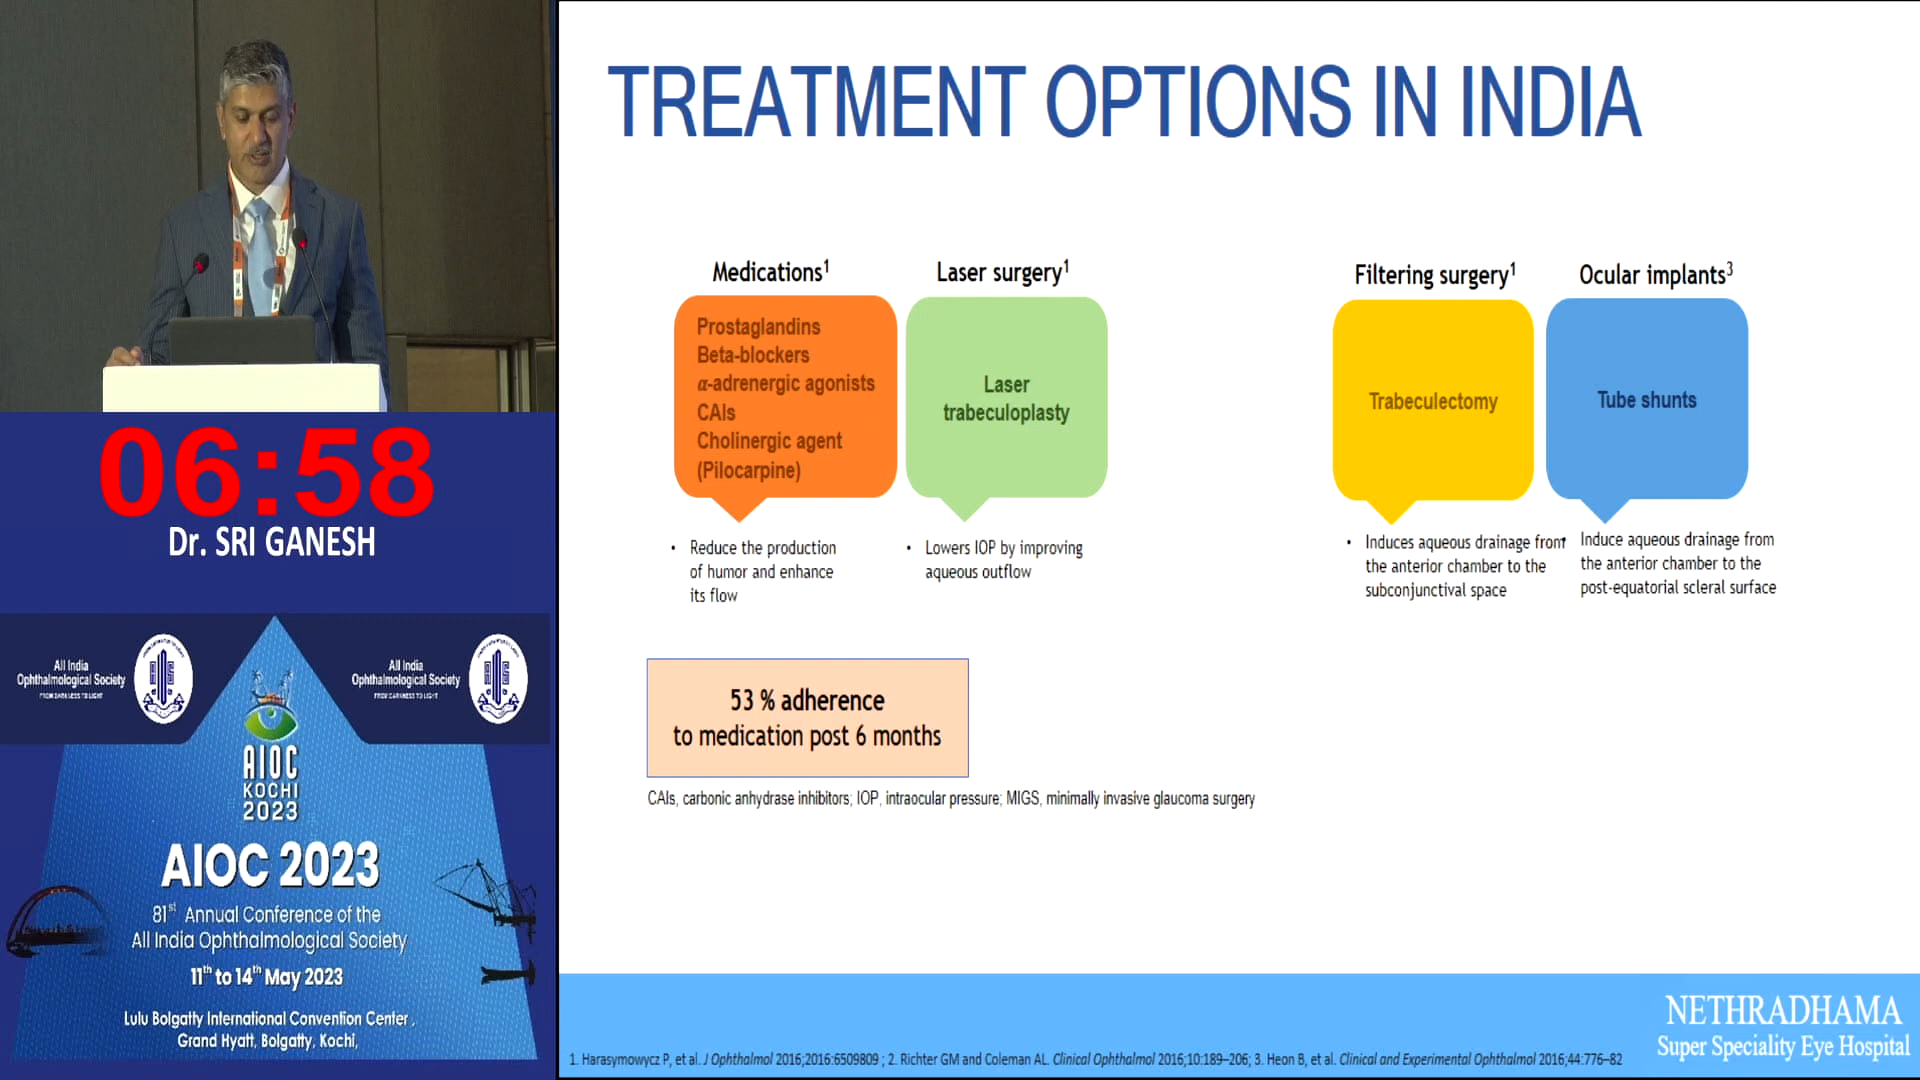 TREATMENT OPTIONS IN INDIA
Medications1
Laser surgery1
Filtering surgery1
Ocular implants3
Prostaglandins
Beta-blockers
α-adrenergic agonists
CAIs
Cholinergic agent
(Pilocarpine)
Laser
trabeculoplasty
Trabeculectomy
Tube shunts
• Reduce the production
of humor and enhance
its flow
• Lowers IOP by improving
aqueous outflow
• Induces aqueous drainage from
the anterior chamber to the
subconjunctival space
• Induce aqueous drainage from
the anterior chamber to the
post-equatorial scleral surface
53 % adherence
to medication post 6 months
CAIs, carbonic anhydrase inhibitors; IOP, intraocular pressure; MIGS, minimally invasive glaucoma surgery
1. Harasymowycz P, et al. J Ophthalmol 2016;2016:6509809 ; 2. Richter GM and Coleman AL. Clinical Ophthalmol 2016;10:189–206; 3. Heon B, et al. Clinical and Experimental Ophthalmol 2016;44:776–82
NETHRADHAMA
Super Speciality Eye Hospital
06:58
Dr. SRI GANESH
All India
Ophthalmological Society
FROM DARKNESS TO LIGHT
All India
Ophthalmological Society
FROM DARKNESS TO LIGHT
AIOC
KOCHI
2023
AIOC 2023
81st Annual Conference of the
All India Ophthalmological Society
11th to 14th May 2023
Lulu Bolgatty International Convention Center ,
Grand Hyatt, Bolgatty, Kochi,